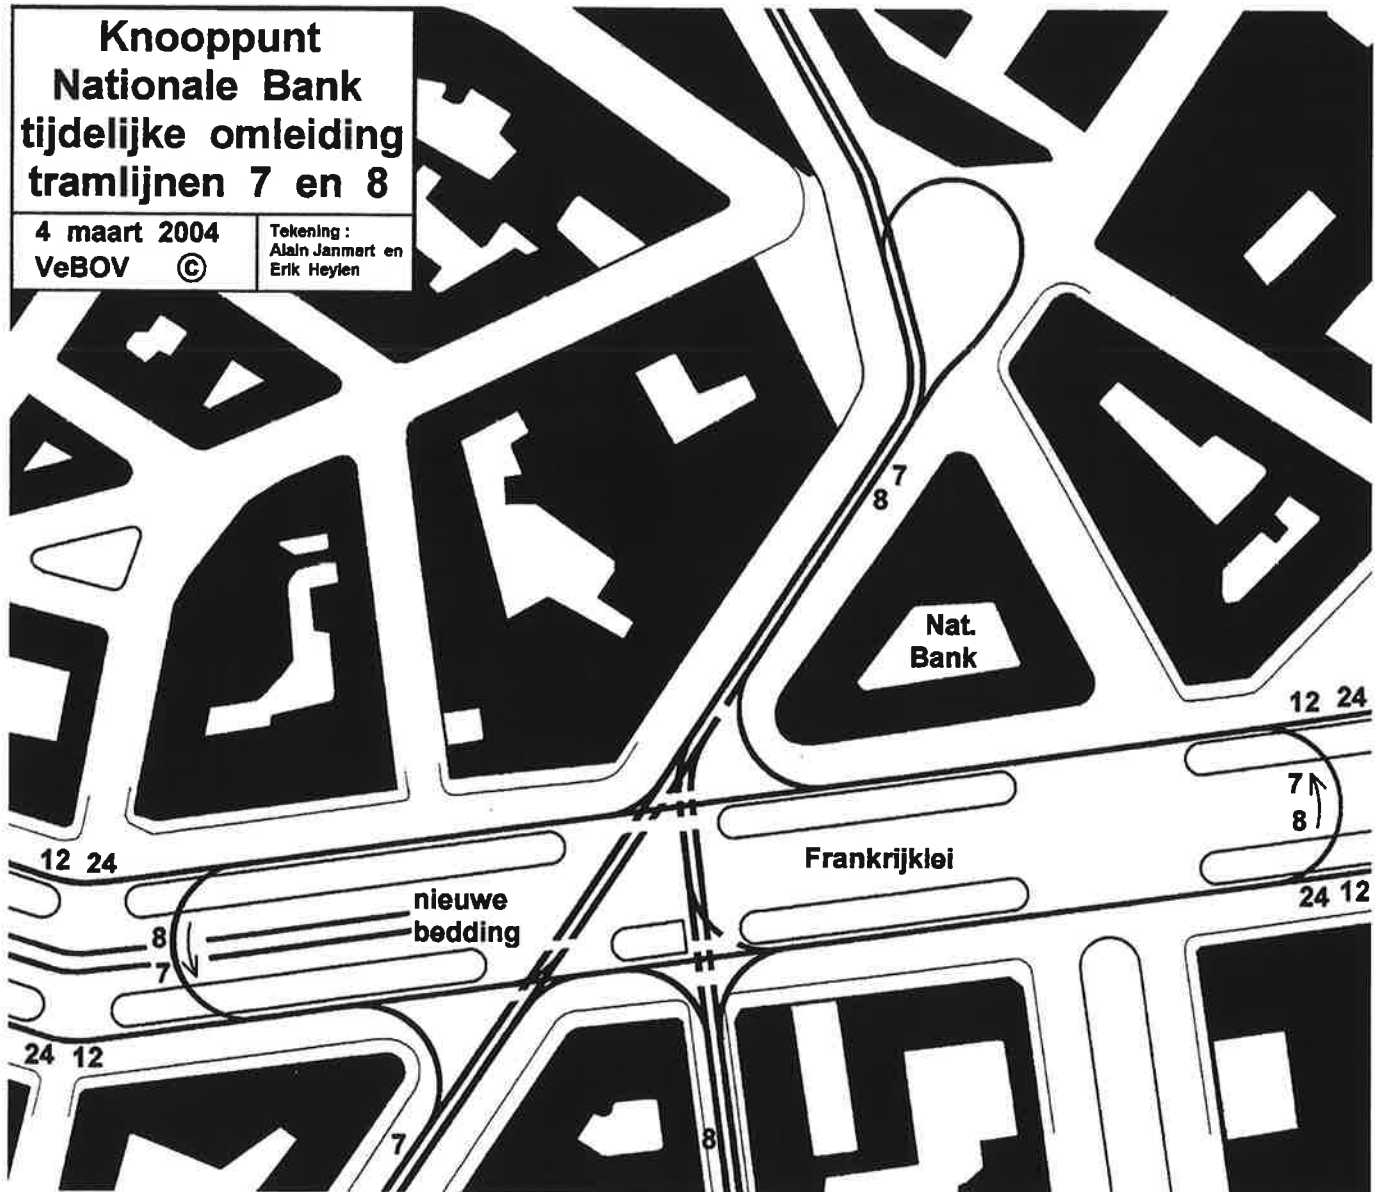 Knooppunt
Nationale Bank
tijdelijke omleiding
tramlijnen 7 en 8
4 maart 2004
VeBOV ©
Tekening :
Alain Janmart en
Erik Heylen
7
8
Nat.
Bank
12 24
7
8
Frankrijklei
12 24
nieuwe
bedding
8
7
24 12
24 12
7
8